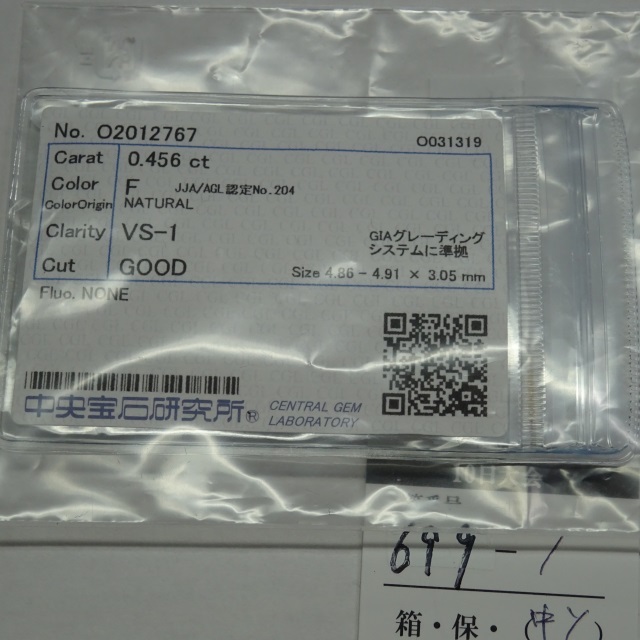 No. O2012767
O031319
Carat 0.456 ct
Color F JJA/AGL認定No.204
ColorOrigin NATURAL
Clarity VS-1
GIAグレーディング
システムに準拠
Cut GOOD Size 4.86 - 4.91 × 3.05 mm
Fluo. NONE
中央宝石研究所® CENTRAL GEM
LABORATORY
699-1
箱・保・